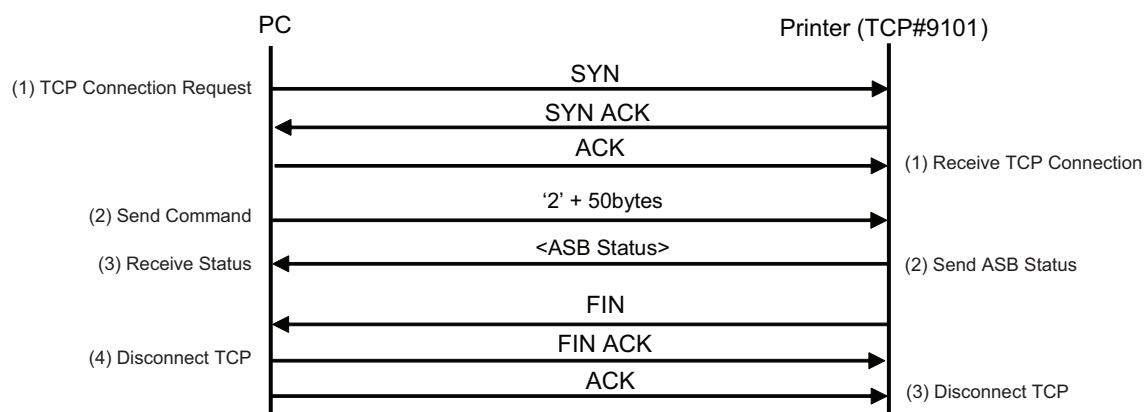 PC
Printer (TCP#9101)
SYN
(1) TCP Connection Request
SYN ACK
ACK
(1) Receive TCP Connection
‘2’ + 50bytes
(2) Send Command
<ASB Status>
(3) Receive Status
(2) Send ASB Status
FIN
FIN ACK
(4) Disconnect TCP
ACK
(3) Disconnect TCP